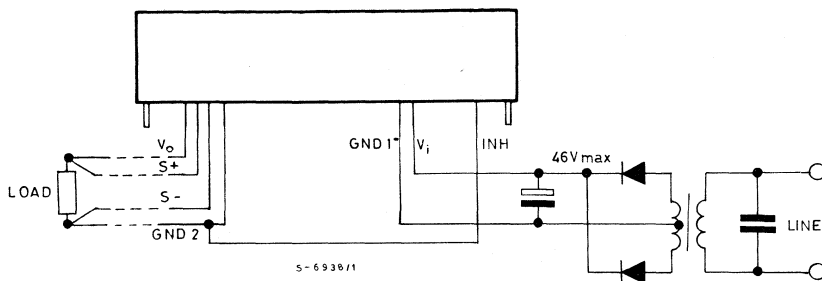 Vo
S+
S-
LOAD
GND 2
GND 1*
Vi
INH
46V max
LINE
S-6938/1